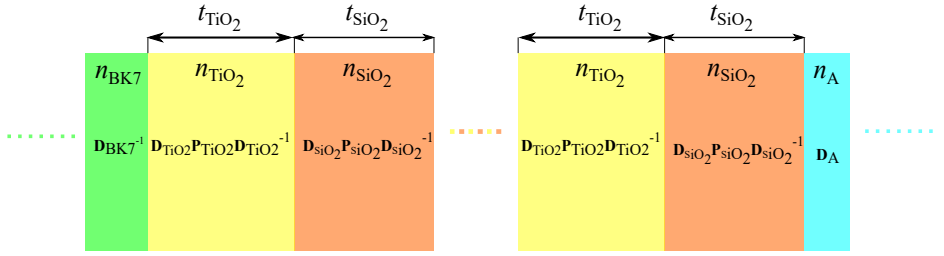 t_TiO₂ t_SiO₂ t_TiO₂ t_SiO₂
n_BK7 n_TiO₂ n_SiO₂ n_TiO₂ n_SiO₂ n_A
D_BK7⁻¹ D_TiO2 P_TiO2 D_TiO2⁻¹ D_SiO₂ P_SiO₂ D_SiO₂⁻¹ D_TiO2 P_TiO2 D_TiO2⁻¹ D_SiO₂ P_SiO₂ D_SiO₂⁻¹ D_A